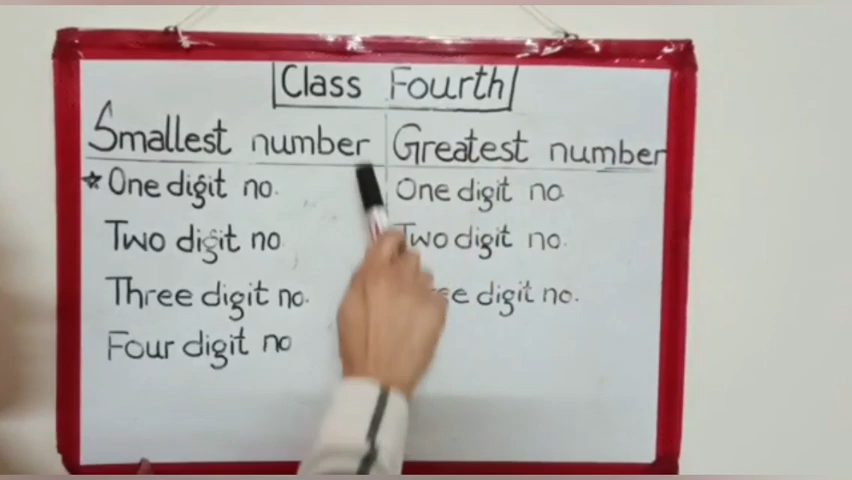 Class Fourth
Smallest number
Greatest number
☆ One digit no.
One digit no
Two digit no
Two digit no.
Three digit no.
digit no.
Four digit no